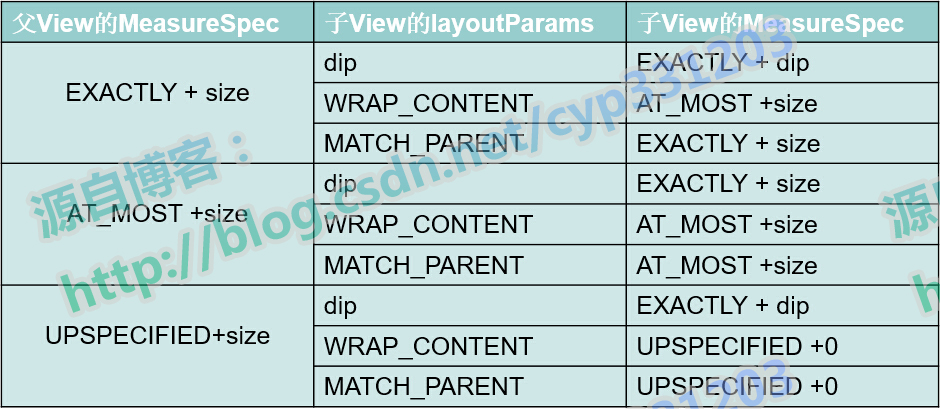 父View的MeasureSpec 子View的layoutParams 子View的MeasureSpec
EXACTLY + size
dip EXACTLY + dip
WRAP_CONTENT AT_MOST +size
MATCH_PARENT EXACTLY + size
AT_MOST +size
dip EXACTLY + size
WRAP_CONTENT AT_MOST +size
MATCH_PARENT AT_MOST +size
UPSPECIFIED+size
dip EXACTLY + dip
WRAP_CONTENT UPSPECIFIED +0
MATCH_PARENT UPSPECIFIED +0
源自博客：
http://blog.csdn.net/cyp331203
源
h
331203